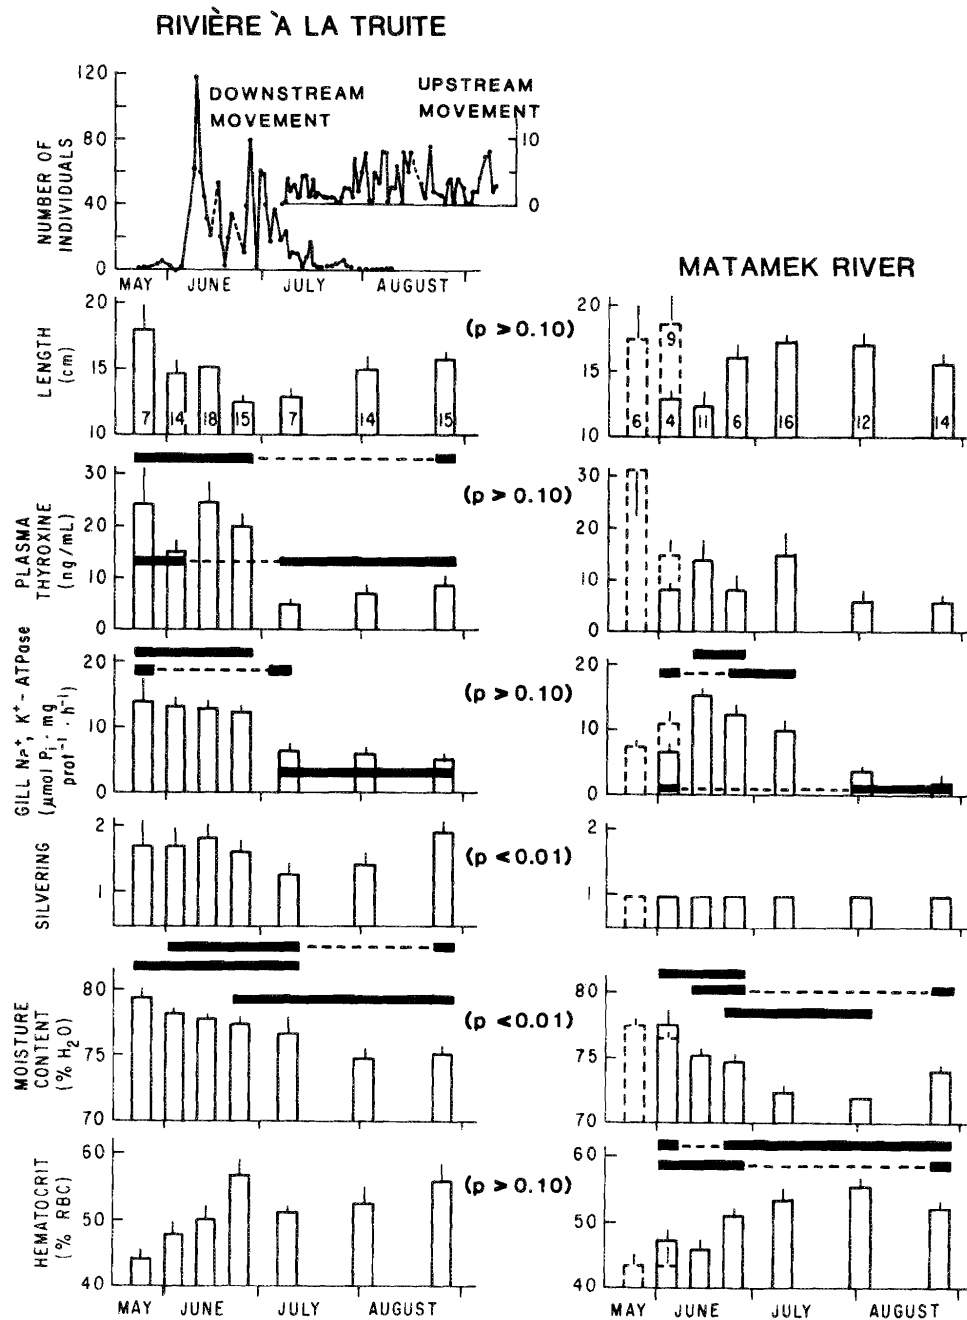 RIVIÈRE À LA TRUITE
120
80
40
0
NUMBER OF
INDIVIDUALS
DOWNSTREAM
MOVEMENT
UPSTREAM
MOVEMENT
10
0
MAY JUNE JULY AUGUST
MATAMEK RIVER
LENGTH
(cm)
20
15
10
7 14 18 15 7 14 15
(p > 0.10)
20
15
10
6 9 4 11 6 16 12 14
PLASMA
THYROXINE
(ng/mL)
30
20
10
0
(p > 0.10)
30
20
10
0
GILL Na⁺, K⁺- ATPase
(µmol Pᵢ · mg
prot⁻¹ · h⁻¹)
20
10
0
(p > 0.10)
20
10
0
SILVERING
2
1
(p < 0.01)
2
1
MOISTURE
CONTENT
(% H₂O)
80
75
70
(p < 0.01)
80
75
70
HEMATOCRIT
(% RBC)
60
50
40
(p > 0.10)
60
50
40
MAY JUNE JULY AUGUST
MAY JUNE JULY AUGUST